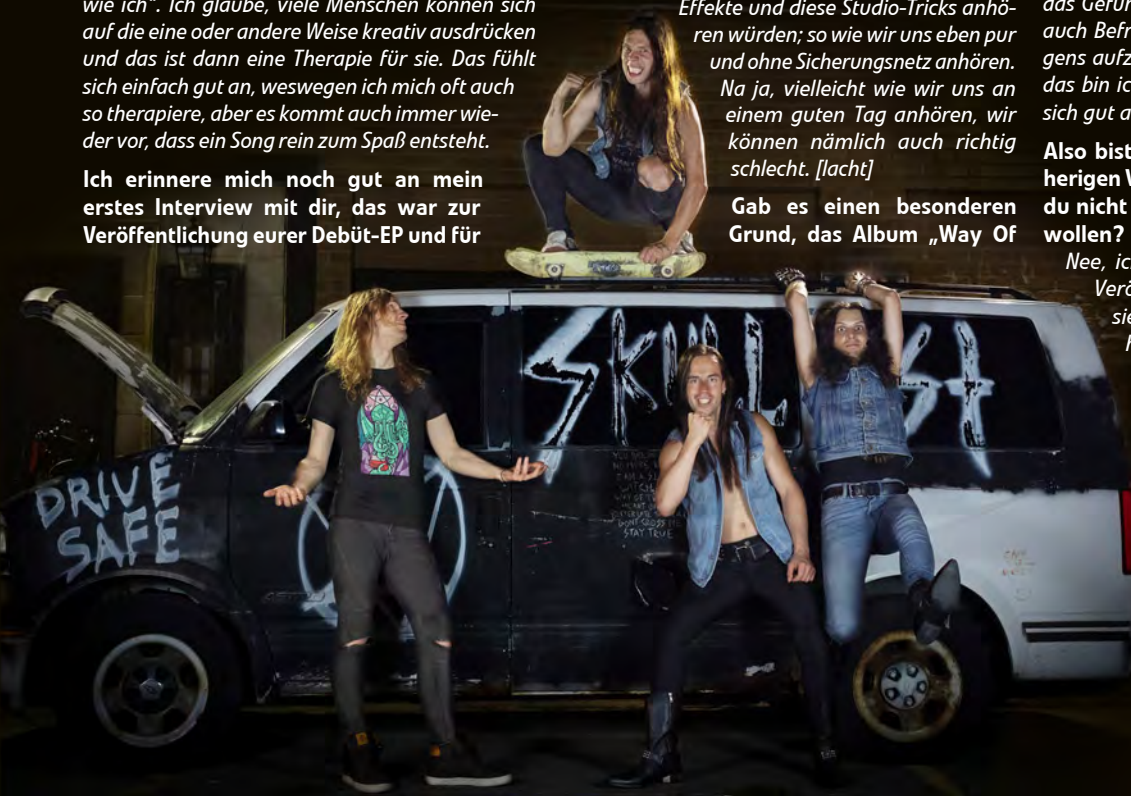 wie ich". Ich glaube, viele Menschen können sich
auf die eine oder andere Weise kreativ ausdrücken
und das ist dann eine Therapie für sie. Das fühlt
sich einfach gut an, weswegen ich mich oft auch
so therapiere, aber es kommt auch immer wie-
der vor, dass ein Song rein zum Spaß entsteht.
Ich erinnere mich noch gut an mein
erstes Interview mit dir, das war zur
Veröffentlichung eurer Debüt-EP und für
Effekte und diese Studio-Tricks anhö-
ren würden; so wie wir uns eben pur
und ohne Sicherungsnetz anhören.
Na ja, vielleicht wie wir uns an
einem guten Tag anhören, wir
können nämlich auch richtig
schlecht. [lacht]
Gab es einen besonderen
Grund, das Album „Way Of
auch Befr
gens aufz
das bin ic
sich gut a
Also bist
herigen W
du nicht
wollen?
Nee, ic
Verö
sie
SKULL ST
DRIVE
SAFE
DONT CROSS ME
STAY TRUE